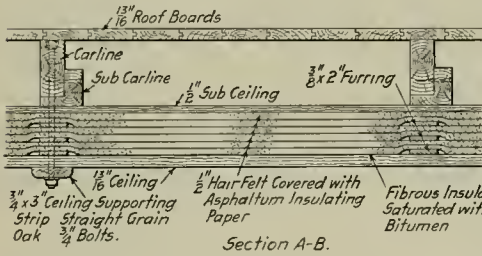 13/16" Roof Boards
Carline
Sub Carline
1/2" Sub Ceiling
3/8" x 2" Furring
13/16" Ceiling
3/4" x 3" Ceiling Supporting
Strip Straight Grain
Oak 3/4" Bolts.
1/2" Hair Felt Covered with
Asphaltum Insulating
Paper
Fibrous Insul
Saturated with
Bitumen
Section A-B.